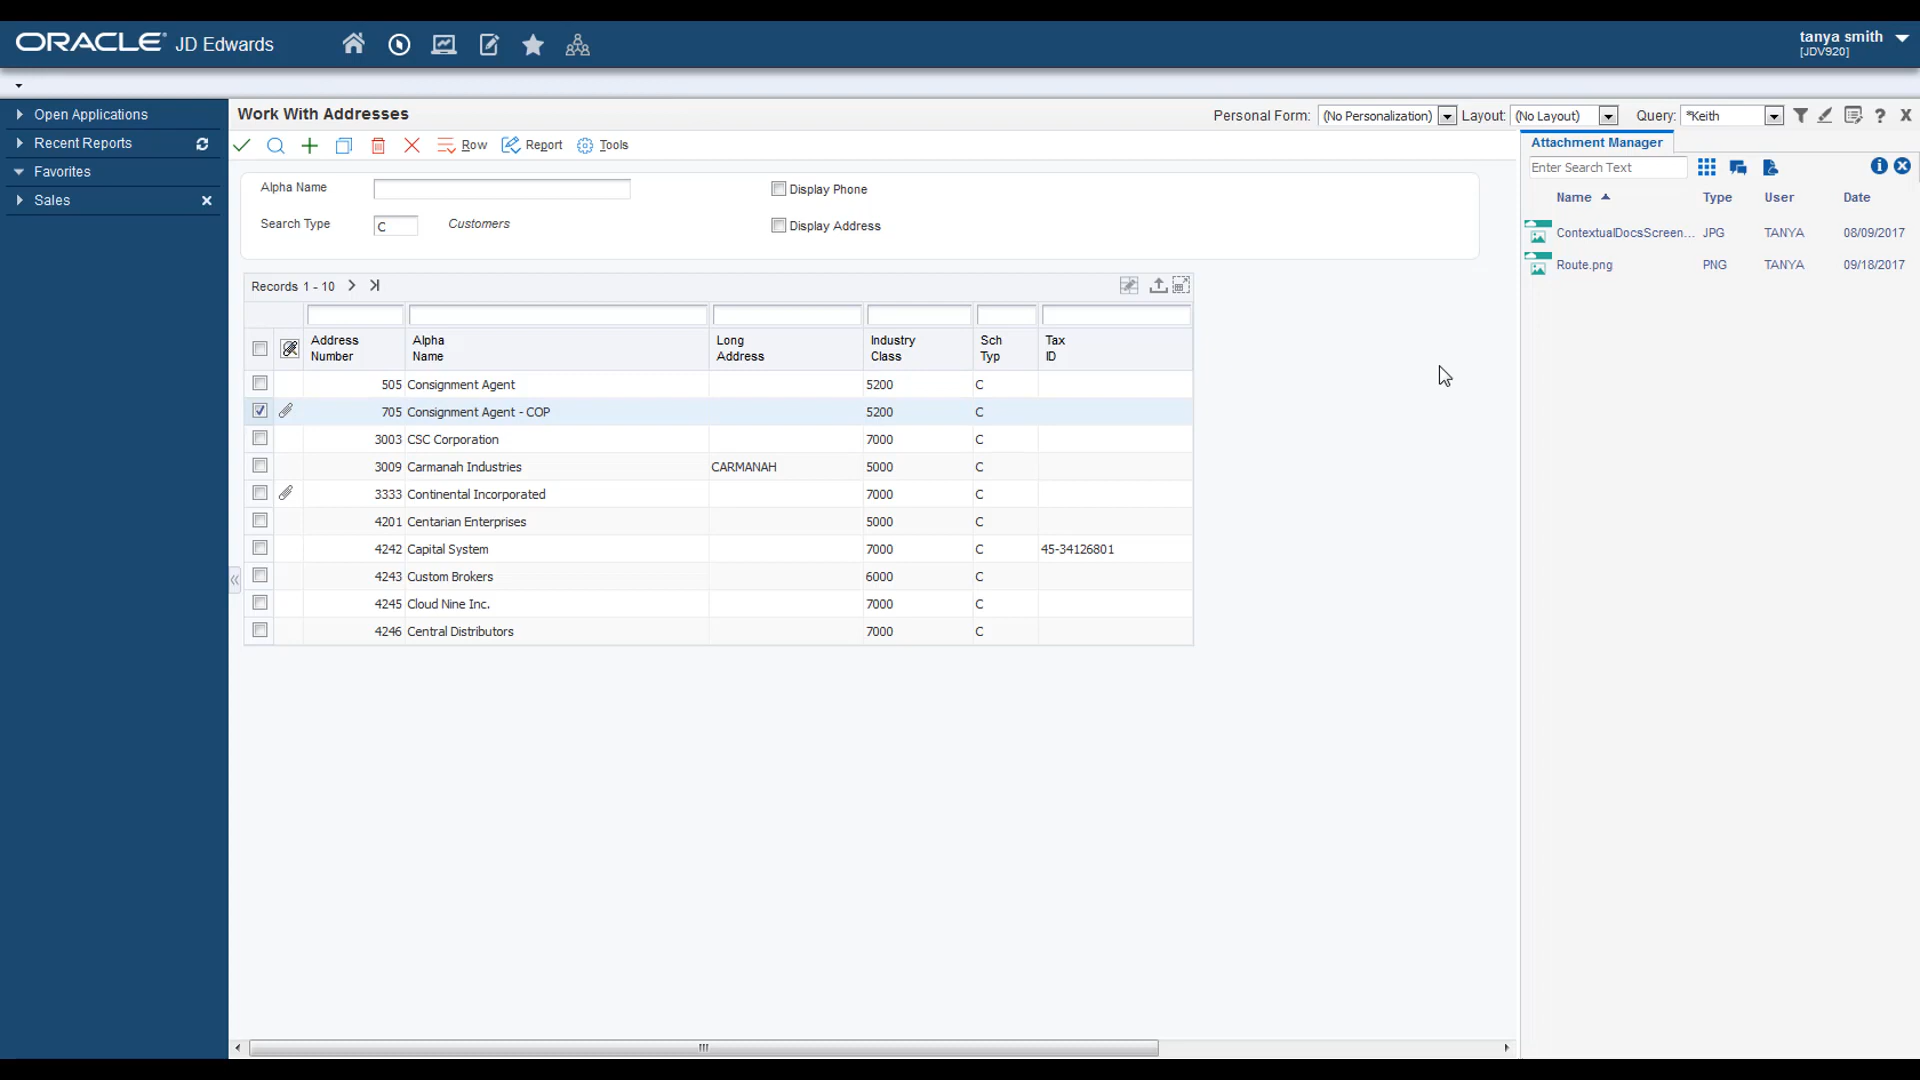 ORACLE JD Edwards
tanya smith
[JDV920]
Open Applications
Recent Reports
Favorites
Sales
Work With Addresses
Personal Form: (No Personalization) Layout: (No Layout) Query: *Keith
Row Report Tools
Alpha Name
Display Phone
Search Type C Customers
Display Address
Records 1 - 10
Address Number Alpha Name Long Address Industry Class Sch Typ Tax ID
505 Consignment Agent 5200 C
705 Consignment Agent - COP 5200 C
3003 CSC Corporation 7000 C
3009 Carmanah Industries CARMANAH 5000 C
3333 Continental Incorporated 7000 C
4201 Centarian Enterprises 5000 C
4242 Capital System 7000 C 45-34126801
4243 Custom Brokers 6000 C
4245 Cloud Nine Inc. 7000 C
4246 Central Distributors 7000 C
Attachment Manager
Enter Search Text
Name Type User Date
ContextualDocsScreen... JPG TANYA 08/09/2017
Route.png PNG TANYA 09/18/2017